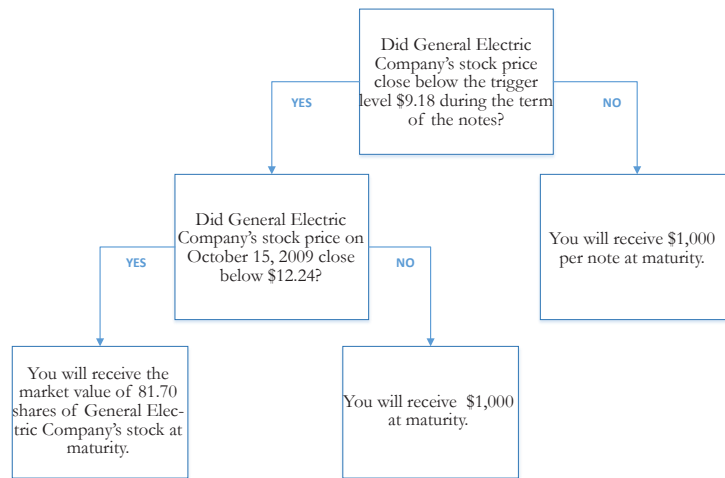 Did General Electric
Company's stock price
close below the trigger
level $9.18 during the term
of the notes?
YES
NO
Did General Electric
Company's stock price on
October 15, 2009 close
below $12.24?
You will receive $1,000
per note at maturity.
YES
NO
You will receive the
market value of 81.70
shares of General Elec-
tric Company's stock at
maturity.
You will receive $1,000
at maturity.